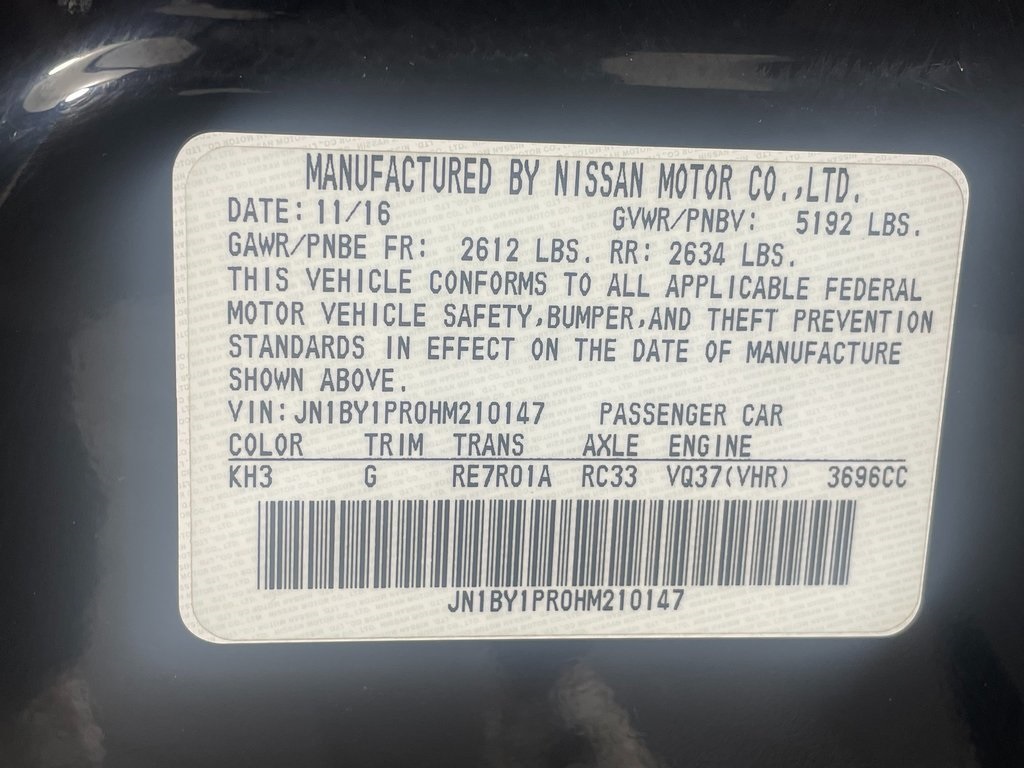 MANUFACTURED BY NISSAN MOTOR CO.,LTD.
DATE: 11/16 GVWR/PNBV: 5192 LBS.
GAWR/PNBE FR: 2612 LBS. RR: 2634 LBS.
THIS VEHICLE CONFORMS TO ALL APPLICABLE FEDERAL
MOTOR VEHICLE SAFETY,BUMPER,AND THEFT PREVENTION
STANDARDS IN EFFECT ON THE DATE OF MANUFACTURE
SHOWN ABOVE.
VIN:JN1BY1PR0HM210147 PASSENGER CAR
COLOR TRIM TRANS AXLE ENGINE
KH3 G RE7R01A RC33 VQ37(VHR) 3696CC
JN1BY1PR0HM210147